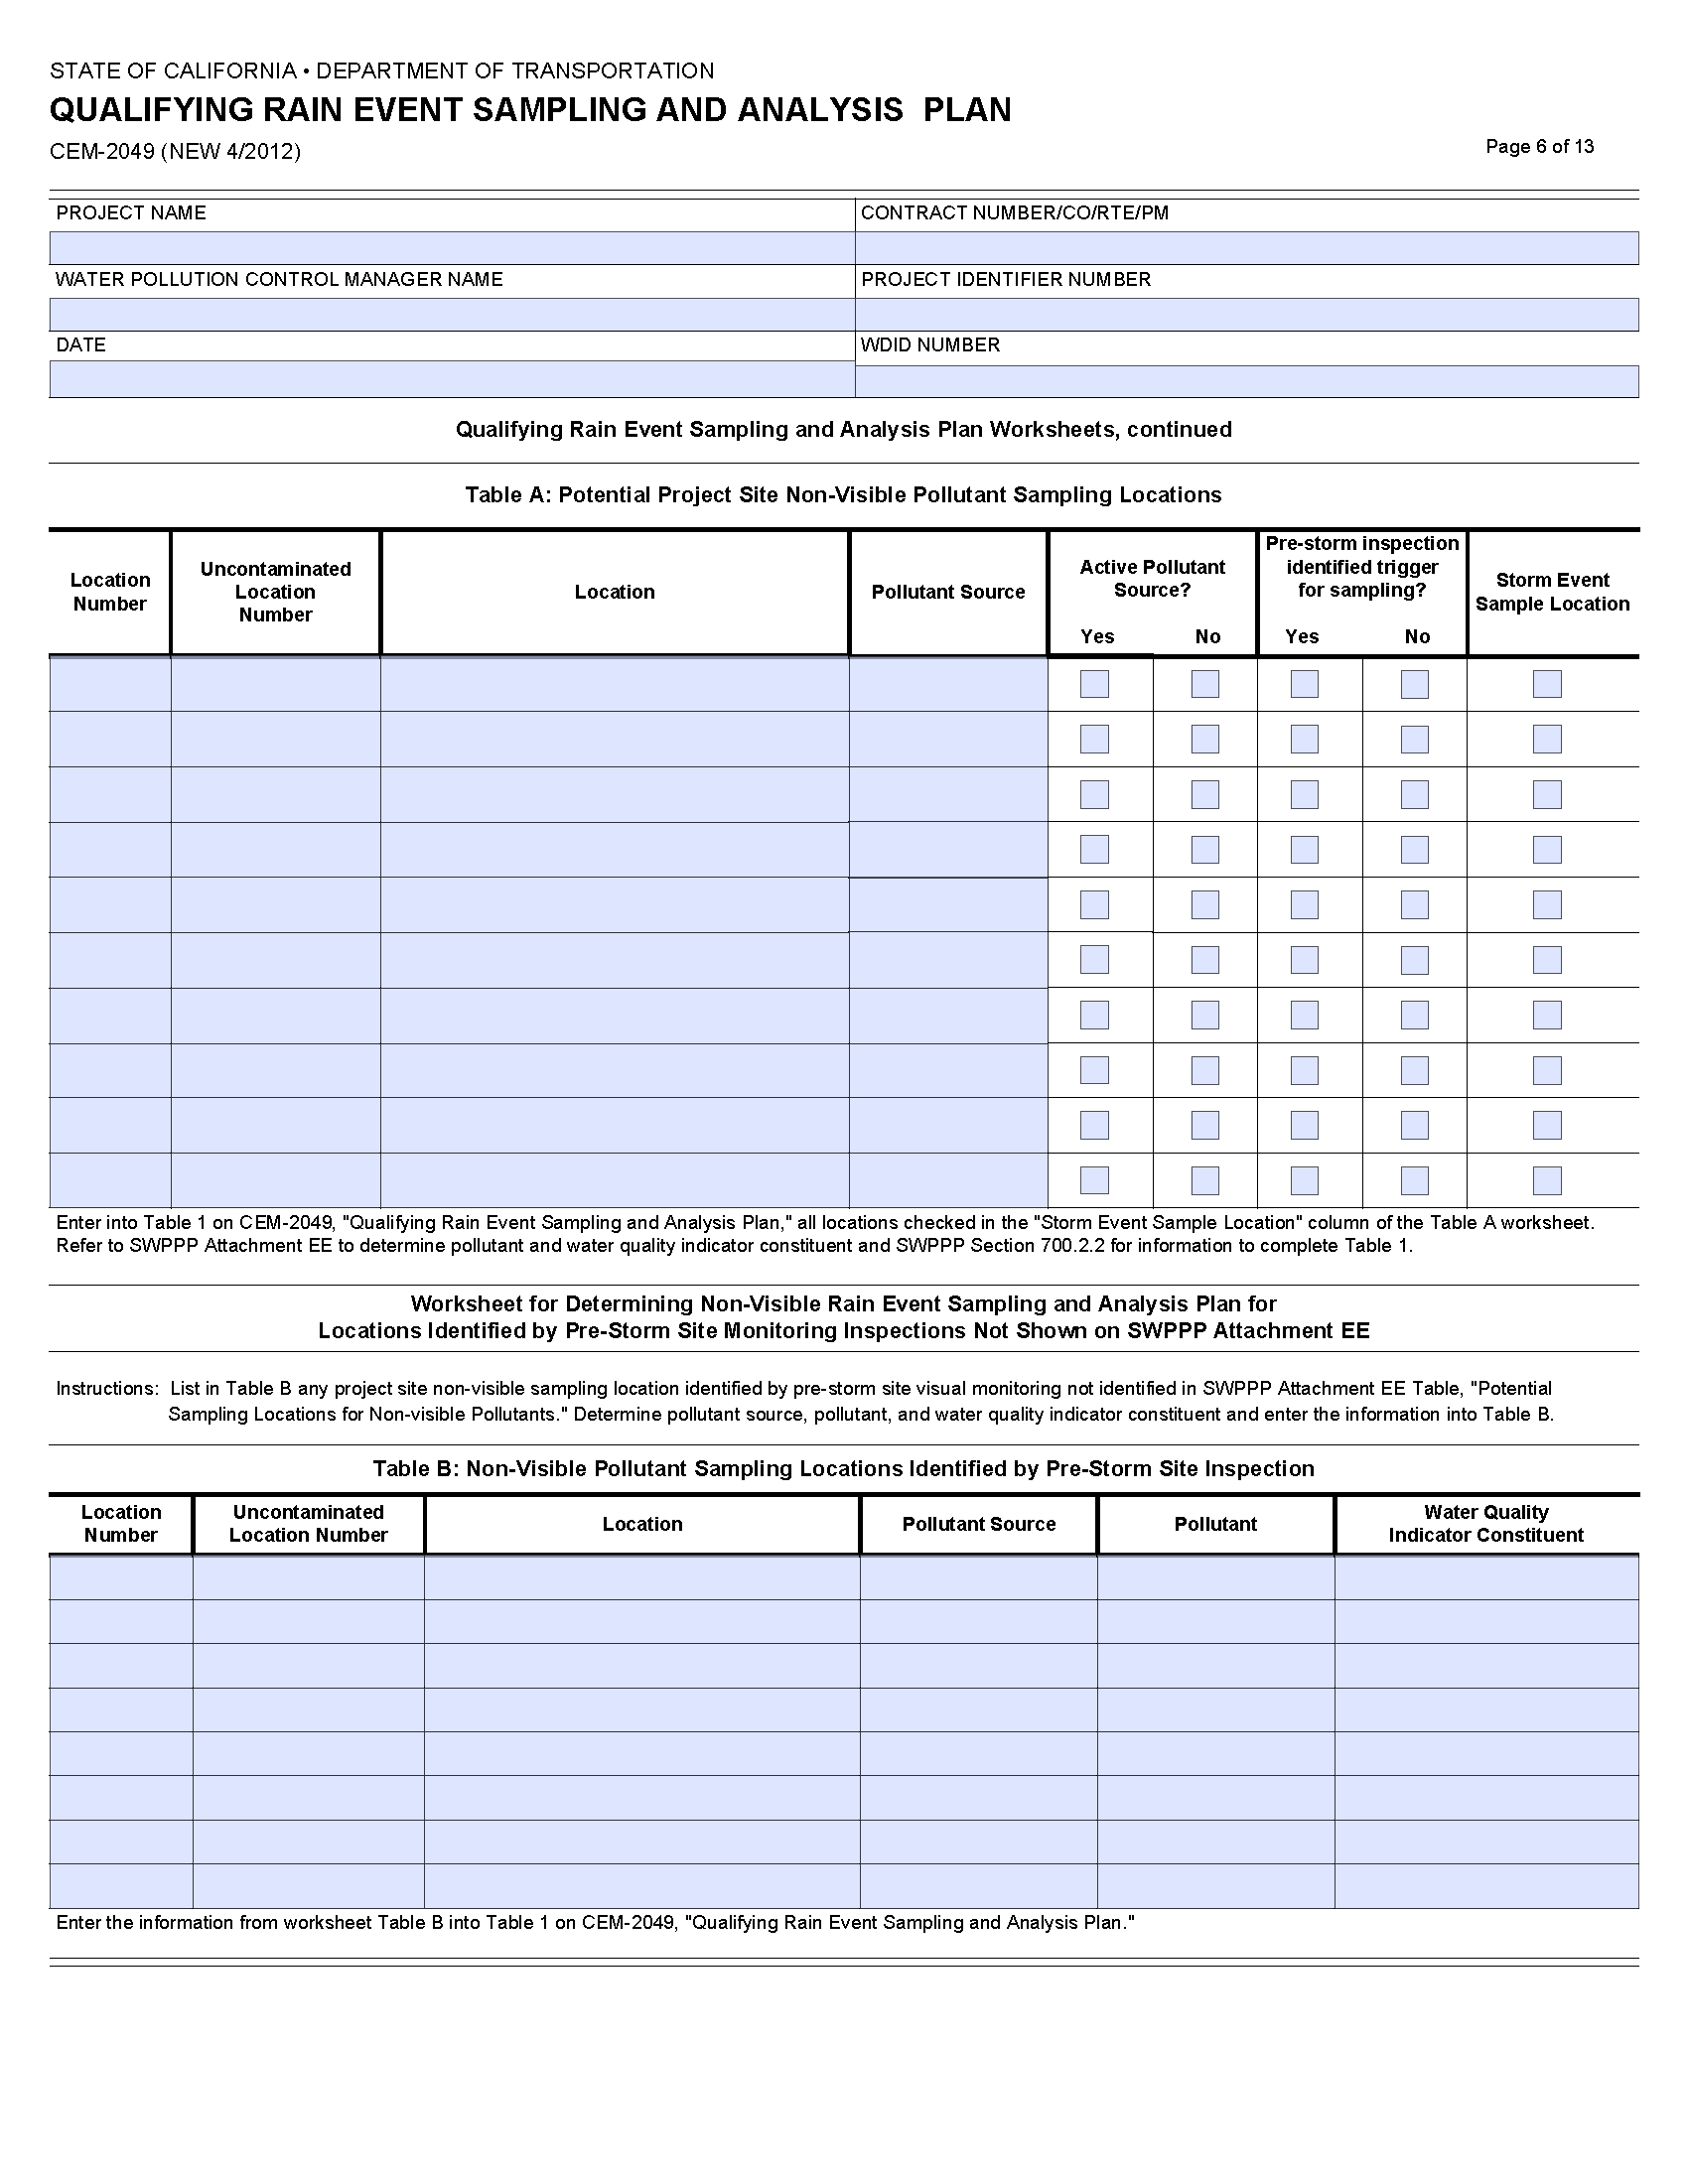 STATE OF CALIFORNIA • DEPARTMENT OF TRANSPORTATION
QUALIFYING RAIN EVENT SAMPLING AND ANALYSIS PLAN
CEM-2049 (NEW 4/2012)
Page 6 of 13
PROJECT NAME
CONTRACT NUMBER/CO/RTE/PM
WATER POLLUTION CONTROL MANAGER NAME
PROJECT IDENTIFIER NUMBER
DATE
WDID NUMBER
Qualifying Rain Event Sampling and Analysis Plan Worksheets, continued
Table A: Potential Project Site Non-Visible Pollutant Sampling Locations
Location
Number
Uncontaminated
Location
Number
Location
Pollutant Source
Active Pollutant
Source?
Yes No
Pre-storm inspection
identified trigger
for sampling?
Yes No
Storm Event
Sample Location
Enter into Table 1 on CEM-2049, "Qualifying Rain Event Sampling and Analysis Plan," all locations checked in the "Storm Event Sample Location" column of the Table A worksheet.
Refer to SWPPP Attachment EE to determine pollutant and water quality indicator constituent and SWPPP Section 700.2.2 for information to complete Table 1.
Worksheet for Determining Non-Visible Rain Event Sampling and Analysis Plan for
Locations Identified by Pre-Storm Site Monitoring Inspections Not Shown on SWPPP Attachment EE
Instructions: List in Table B any project site non-visible sampling location identified by pre-storm site visual monitoring not identified in SWPPP Attachment EE Table, "Potential
Sampling Locations for Non-visible Pollutants." Determine pollutant source, pollutant, and water quality indicator constituent and enter the information into Table B.
Table B: Non-Visible Pollutant Sampling Locations Identified by Pre-Storm Site Inspection
Location
Number
Uncontaminated
Location Number
Location
Pollutant Source
Pollutant
Water Quality
Indicator Constituent
Enter the information from worksheet Table B into Table 1 on CEM-2049, "Qualifying Rain Event Sampling and Analysis Plan."